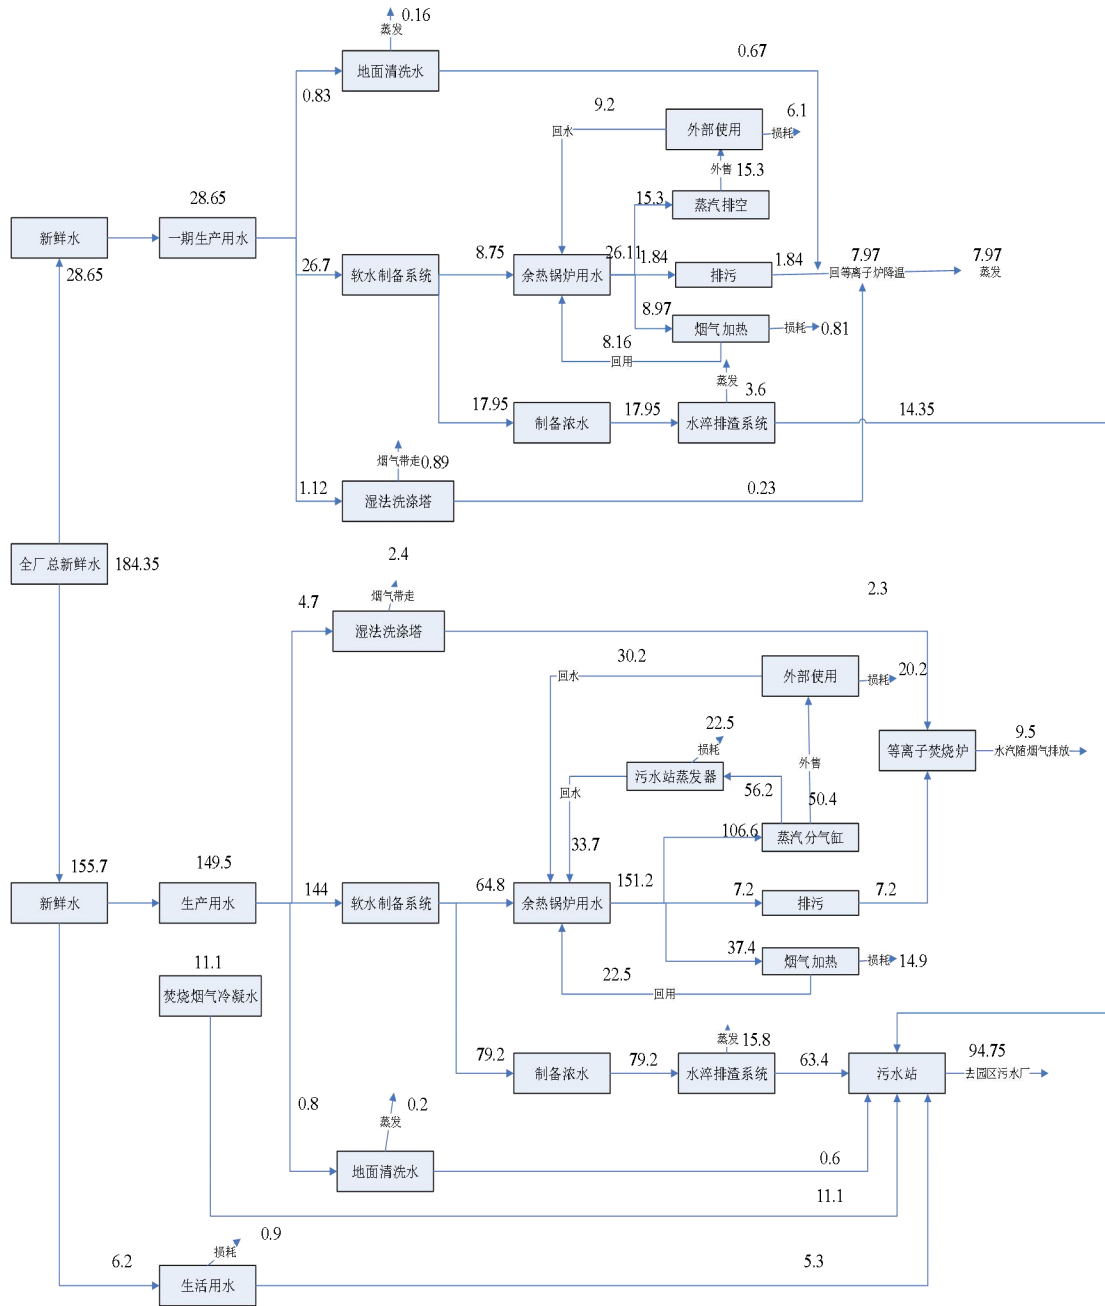 0.16
蒸发
地面清洗水
0.67
0.83
9.2
6.1
回水
外部使用
损耗
外售
15.3
28.65
15.3
蒸汽排空
新鲜水
一期生产用水
28.65
26.7
软水制备系统
8.75
余热锅炉用水
26.11
1.84
排污
1.84
7.97
回等离子炉降温
7.97
蒸发
8.97
烟气加热
损耗
0.81
8.16
回用
蒸发
3.6
17.95
制备浓水
17.95
水淬排渣系统
14.35
烟气带走
0.89
1.12
湿法洗涤塔
0.23
全厂总新鲜水
184.35
2.4
烟气带走
4.7
湿法洗涤塔
2.3
30.2
回水
外部使用
损耗
20.2
22.5
损耗
等离子焚烧炉
9.5
水汽随烟气排放
污水站蒸发器
外售
回水
56.2
50.4
33.7
106.6
蒸汽分气缸
155.7
149.5
新鲜水
生产用水
144
软水制备系统
64.8
余热锅炉用水
151.2
7.2
排污
7.2
37.4
烟气加热
损耗
14.9
22.5
回用
11.1
焚烧烟气冷凝水
蒸发
15.8
79.2
制备浓水
79.2
水淬排渣系统
63.4
污水站
94.75
去园区污水厂
0.8
0.2
蒸发
地面清洗水
0.6
11.1
0.9
损耗
6.2
生活用水
5.3